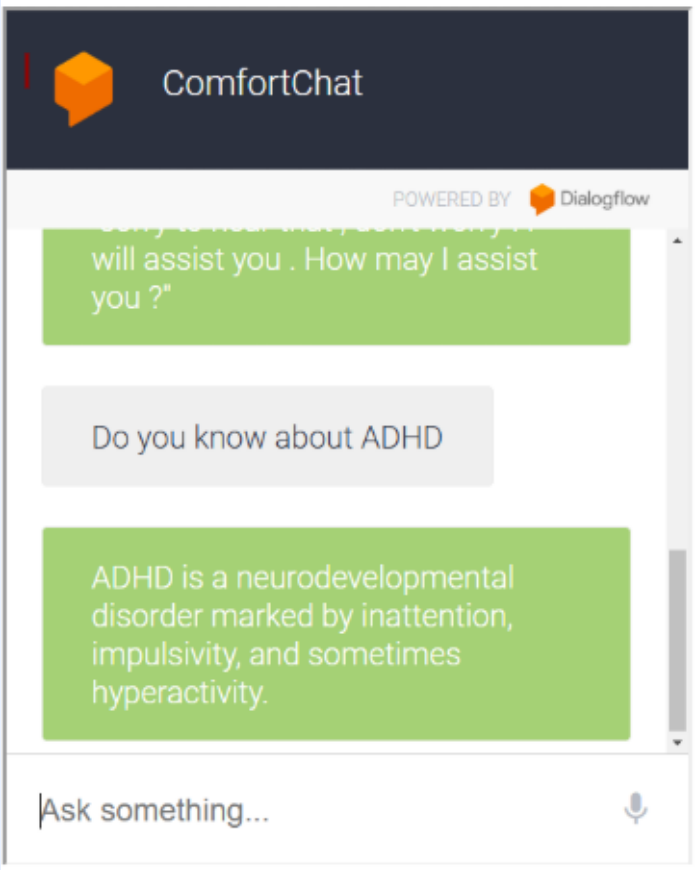 ComfortChat
POWERED BY Dialogflow
will assist you . How may I assist
you ?"
Do you know about ADHD
ADHD is a neurodevelopmental
disorder marked by inattention,
impulsivity, and sometimes
hyperactivity.
Ask something...